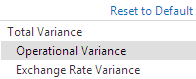 Reset to Default
Total Variance
Operational Variance
Exchange Rate Variance